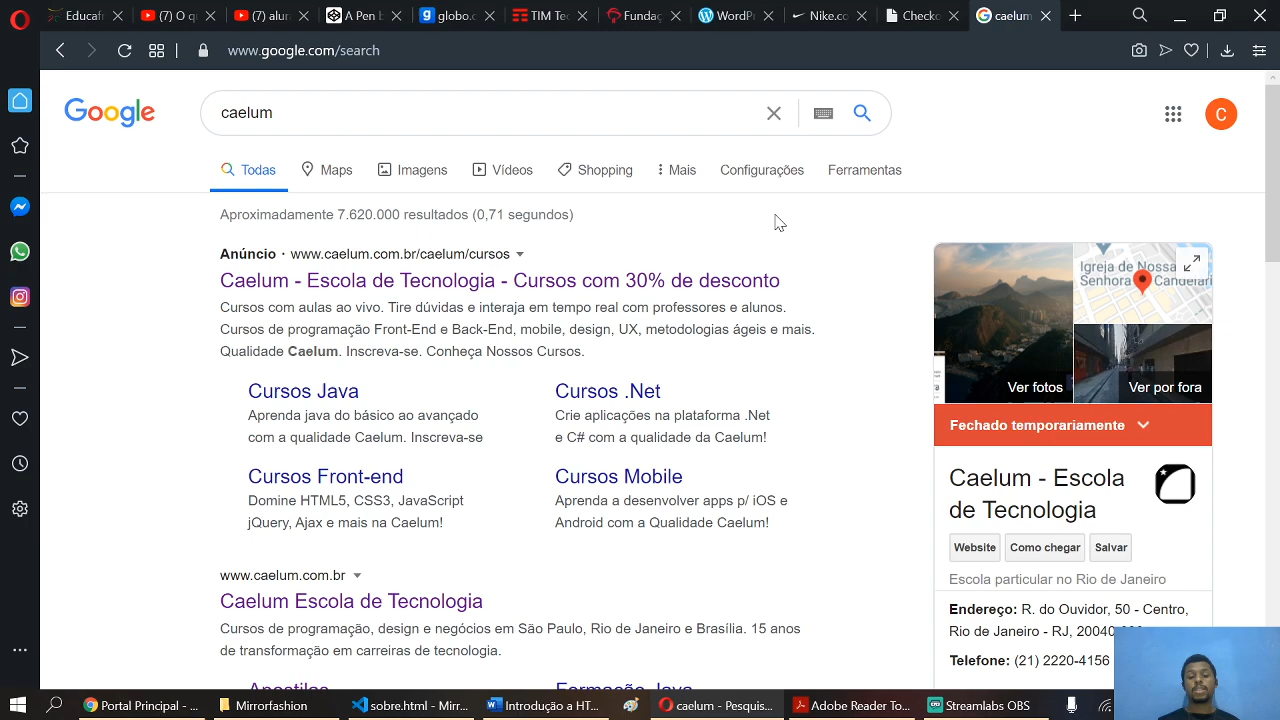 Educafr
(7) O q
(7) alur
A Pen b
globo.c
TIM Tec
Fundaç
WordPr
Nike.co
Checko
caelum
www.google.com/search
Google
caelum
C
Todas
Maps
Imagens
Vídeos
Shopping
Mais
Configurações
Ferramentas
Aproximadamente 7.620.000 resultados (0,71 segundos)
Anúncio · www.caelum.com.br/caelum/cursos
Caelum - Escola de Tecnologia - Cursos com 30% de desconto
Cursos com aulas ao vivo. Tire dúvidas e interaja em tempo real com professores e alunos.
Cursos de programação Front-End e Back-End, mobile, design, UX, metodologias ágeis e mais.
Qualidade Caelum. Inscreva-se. Conheça Nossos Cursos.
Cursos Java
Aprenda java do básico ao avançado
com a qualidade Caelum. Inscreva-se
Cursos .Net
Crie aplicações na plataforma .Net
e C# com a qualidade da Caelum!
Cursos Front-end
Domine HTML5, CSS3, JavaScript
jQuery, Ajax e mais na Caelum!
Cursos Mobile
Aprenda a desenvolver apps p/ iOS e
Android com a Qualidade Caelum!
www.caelum.com.br
Caelum Escola de Tecnologia
Cursos de programação, design e negócios em São Paulo, Rio de Janeiro e Brasília. 15 anos
de transformação em carreiras de tecnologia.
Apostilas
Formação Java
Igreja de Nossa
Senhora Candelari
Ver fotos
Ver por fora
Fechado temporariamente
Caelum - Escola
de Tecnologia
Website
Como chegar
Salvar
Escola particular no Rio de Janeiro
Endereço: R. do Ouvidor, 50 - Centro,
Rio de Janeiro - RJ, 20040
Telefone: (21) 2220-4156
Portal Principal - ...
Mirrorfashion
sobre.html - Mirr...
Introdução a HT...
caelum - Pesquis...
Adobe Reader To...
Streamlabs OBS